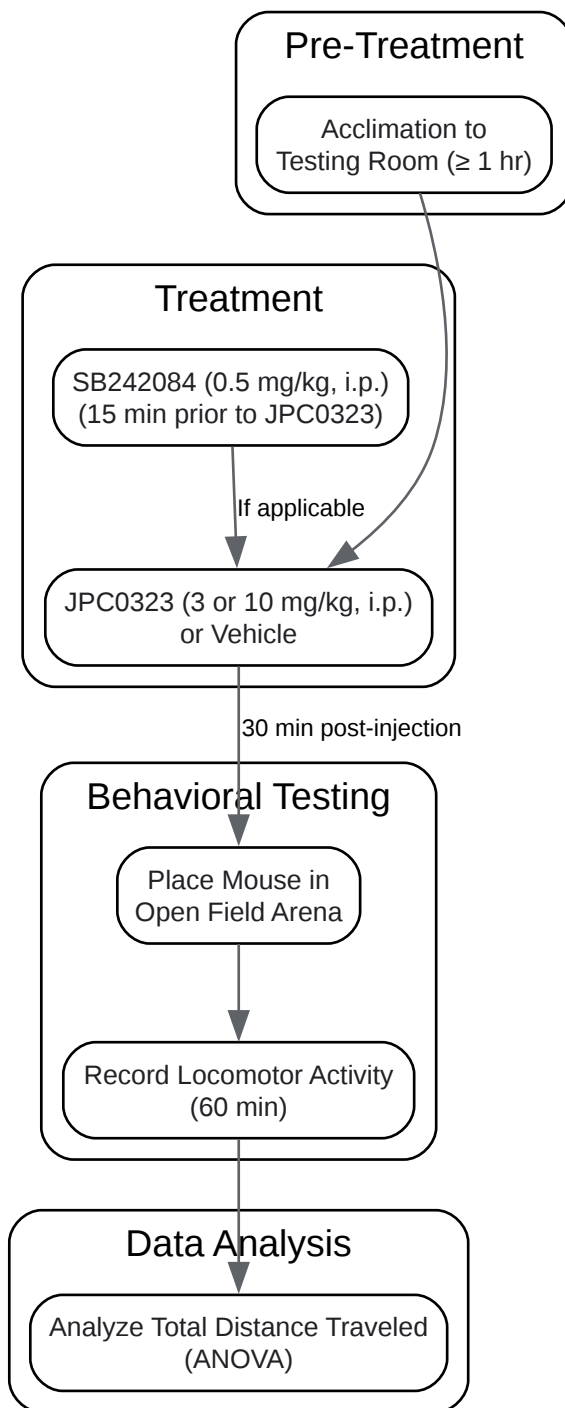 Pre-Treatment
Acclimation to
Testing Room (≥ 1 hr)
Treatment
SB242084 (0.5 mg/kg, i.p.)
(15 min prior to JPC0323)
If applicable
JPC0323 (3 or 10 mg/kg, i.p.)
or Vehicle
30 min post-injection
Behavioral Testing
Place Mouse in
Open Field Arena
Record Locomotor Activity
(60 min)
Data Analysis
Analyze Total Distance Traveled
(ANOVA)